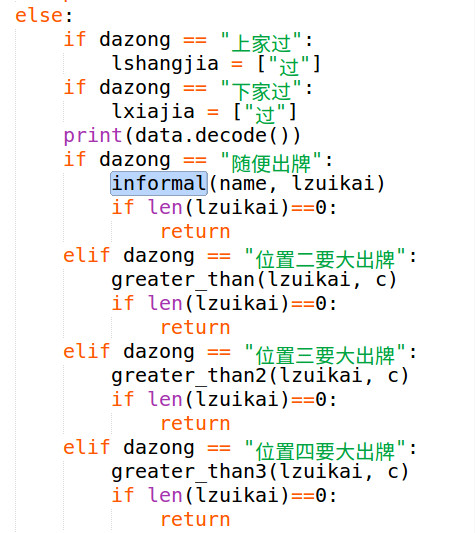 else:
    if dazong == "上家过":
        lshangjia = ["过"]
    if dazong == "下家过":
        lxiajia = ["过"]
    print(data.decode())
    if dazong == "随便出牌":
        informal(name, lzuikai)
        if len(lzuikai)==0:
            return
    elif dazong == "位置二要大出牌":
        greater_than(lzuikai, c)
        if len(lzuikai)==0:
            return
    elif dazong == "位置三要大出牌":
        greater_than2(lzuikai, c)
        if len(lzuikai)==0:
            return
    elif dazong == "位置四要大出牌":
        greater_than3(lzuikai, c)
        if len(lzuikai)==0:
            return